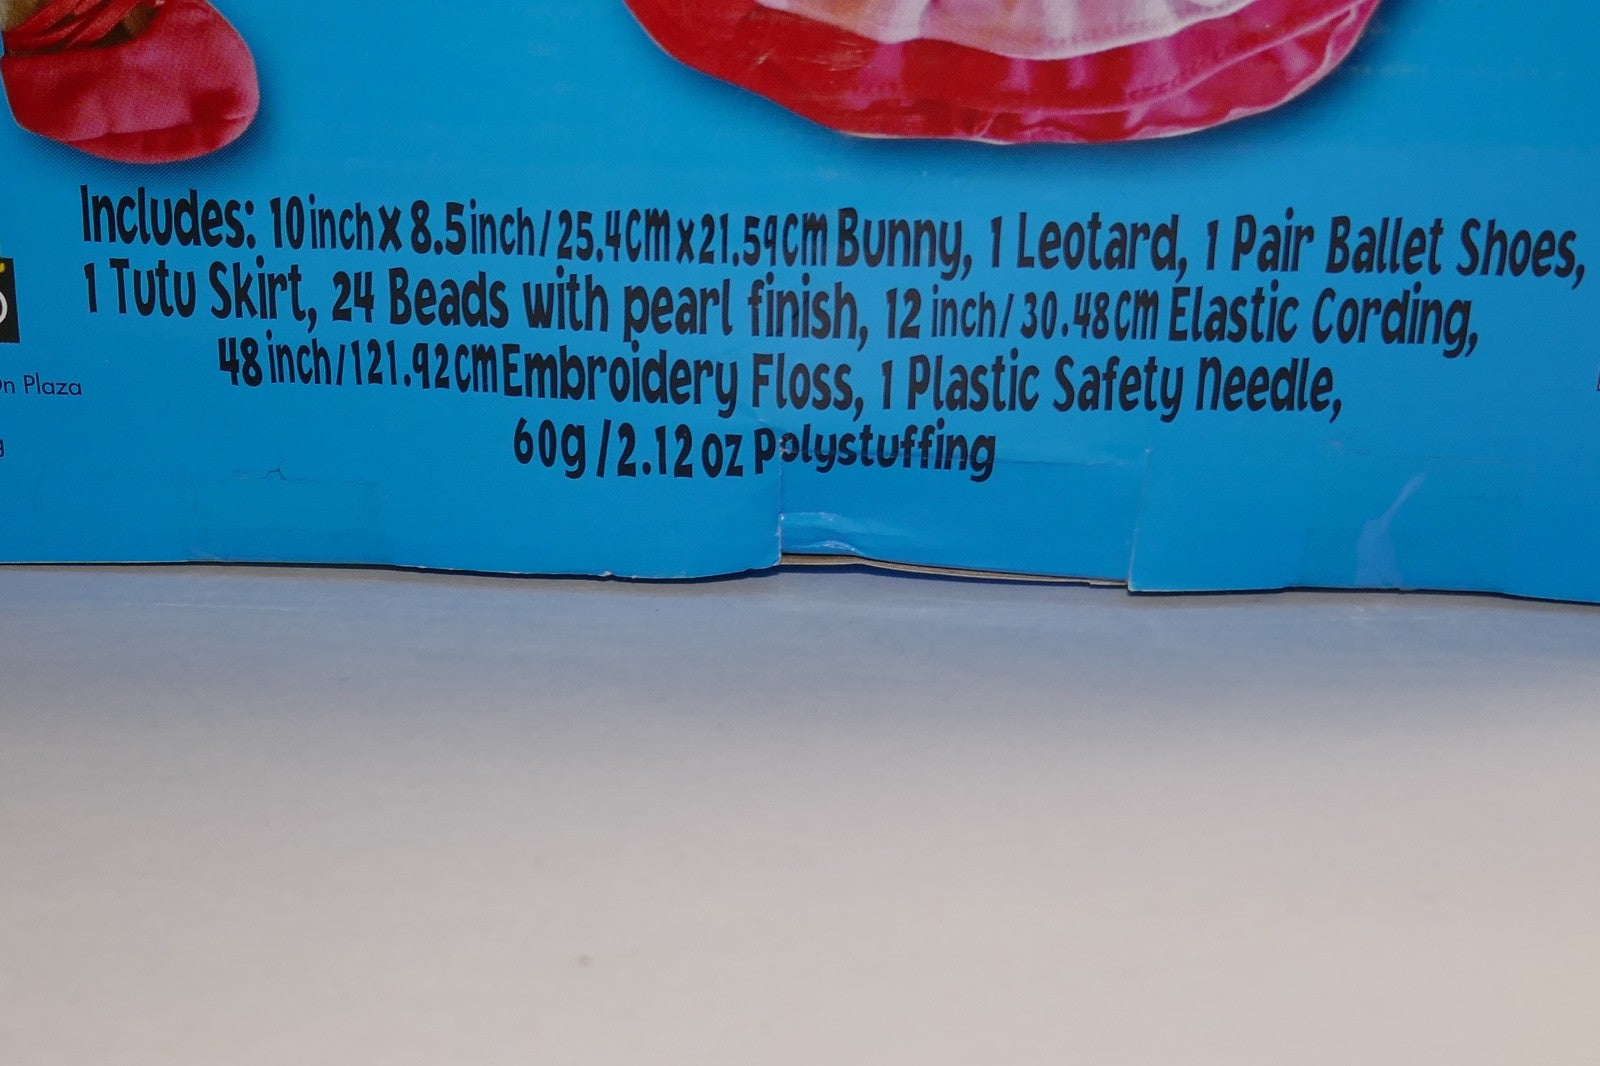 Includes: 10inch x 8.5inch/25.4cm x 21.59cm Bunny, 1 Leotard, 1 Pair Ballet Shoes,
1 Tutu Skirt, 24 Beads with pearl finish, 12 inch/30.48cm Elastic Cording,
48 inch/121.92cm Embroidery Floss, 1 Plastic Safety Needle,
60g/2.12oz Polystuffing
Plaza